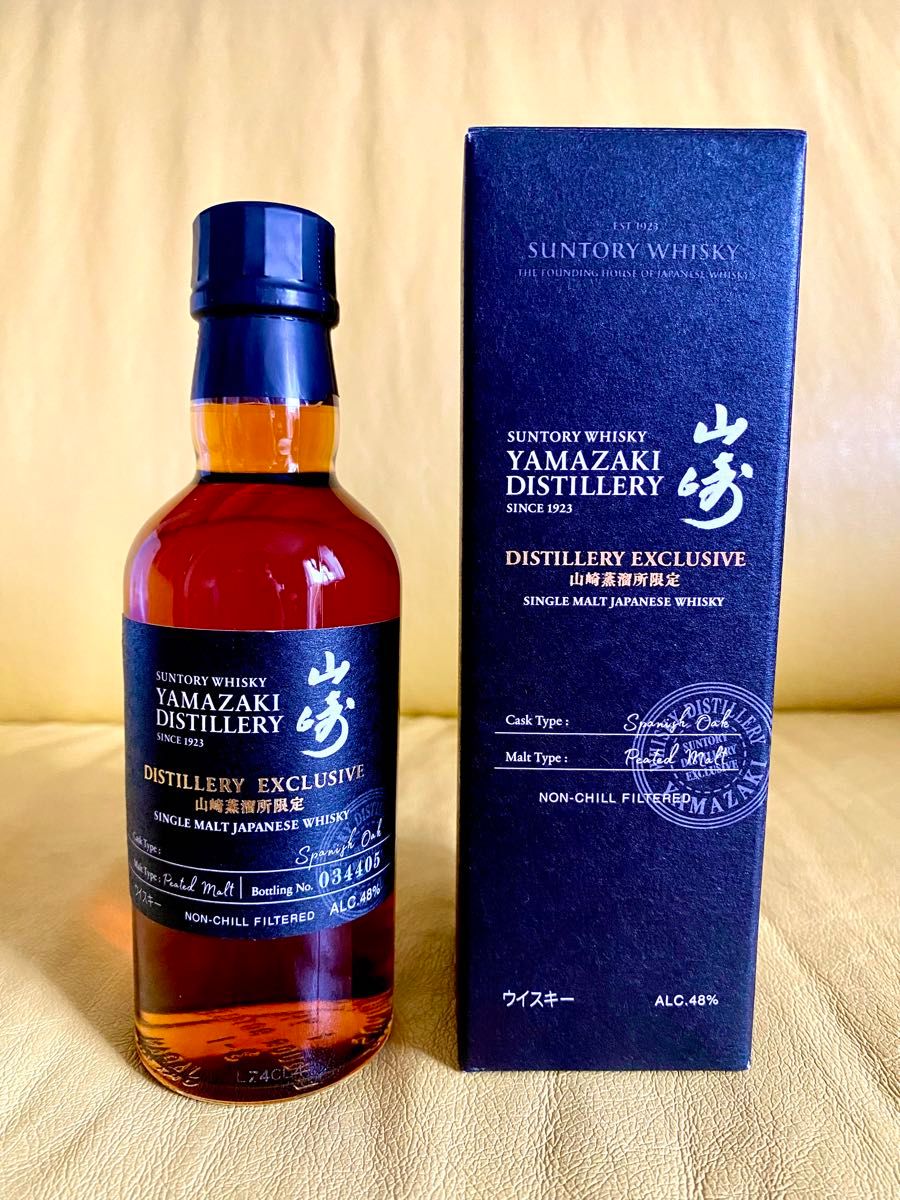 SUNTORY WHISKY
YAMAZAKI
DISTILLERY
SINCE 1923
山崎
DISTILLERY EXCLUSIVE
山崎蒸溜所限定
SINGLE MALT JAPANESE WHISKY
Cask Type :
Spanish Oak
Malt Type : Peated Malt
Bottling No. 034405
ウイスキー
NON-CHILL FILTERED
ALC.48%
EST 1923
SUNTORY WHISKY
THE FOUNDING HOUSE OF JAPANESE WHISKY
SUNTORY WHISKY
YAMAZAKI
DISTILLERY
SINCE 1923
山崎
DISTILLERY EXCLUSIVE
山崎蒸溜所限定
SINGLE MALT JAPANESE WHISKY
Cask Type : Spanish Oak
Malt Type : Peated Malt
DISTILLERY
SUNTORY
DISTILLERY
EXCLUSIVE
YAMAZAKI
NON-CHILL FILTERED
ウイスキー
ALC.48%